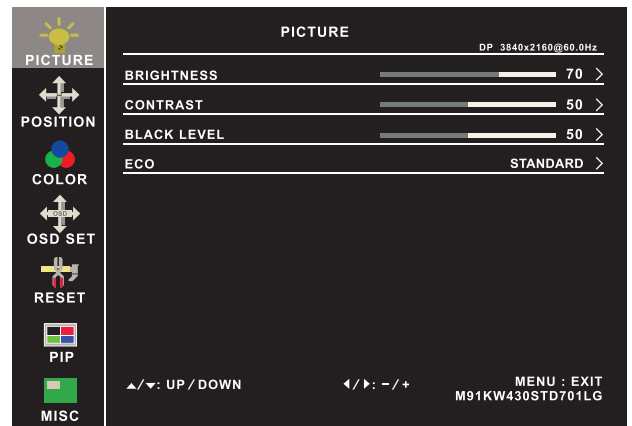 PICTURE
POSITION
COLOR
OSD
OSD SET
RESET
PIP
MISC
PICTURE
DP 3840x2160@60.0Hz
BRIGHTNESS 70 >
CONTRAST 50 >
BLACK LEVEL 50 >
ECO STANDARD >
▲/▼: UP / DOWN ◀/▶: - / + MENU : EXIT
M91KW430STD701LG